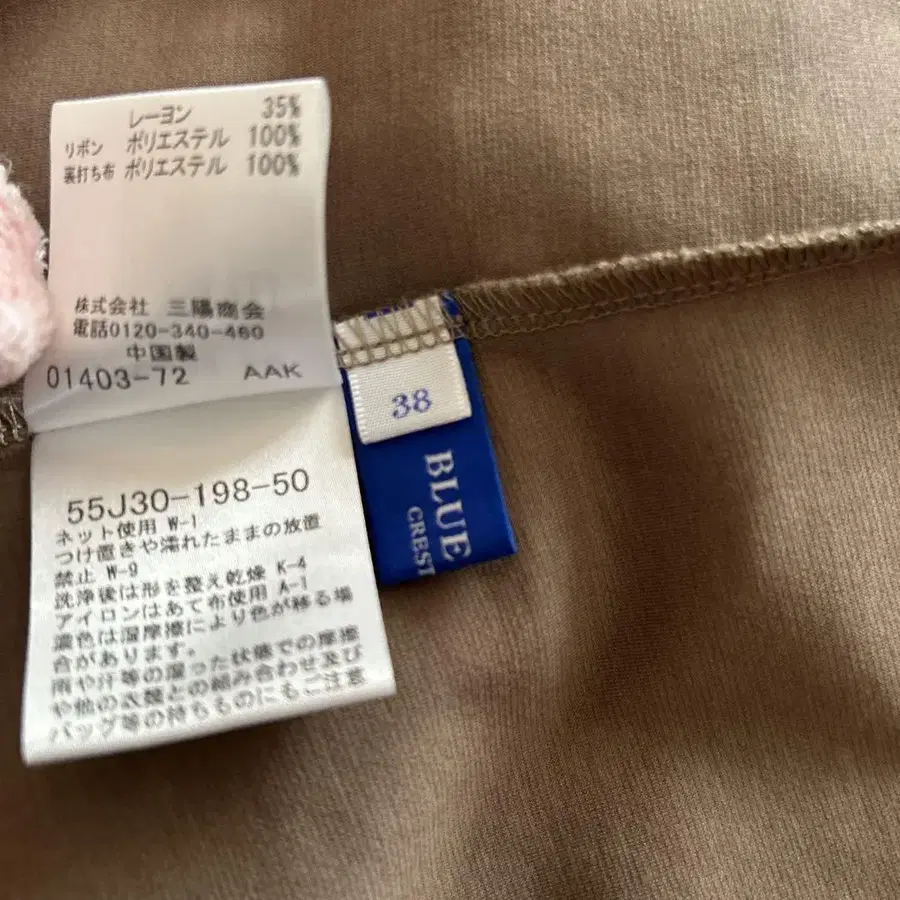 レーヨン 35%
リボン ポリエステル 100%
裏打ち布 ポリエステル 100%
株式会社 三陽商会
電話0120-340-460
中国製
01403-72 AAK
38
BLUE
CREST
55J30-198-50
ネット使用 W-1
つけ置きや濡れたままの放置
禁止 W-9
洗浄後は形を整え乾燥 K-4
アイロンはあて布使用 A-1
濃色は湿摩擦により色が移る場
合があります。
雨や汗等の湿った状態での摩擦
や他の衣類との組み合わせ及び
バッグ等の持ちものにもご注意